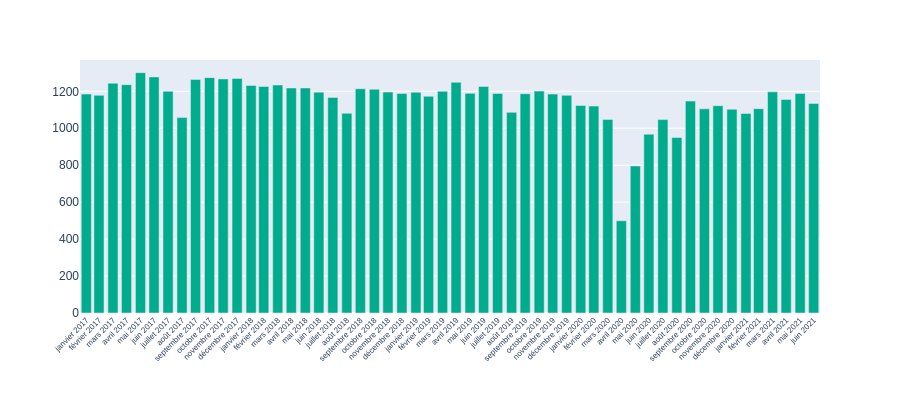 1200
1000
800
600
400
200
0
janvier 2017
février 2017
mars 2017
avril 2017
mai 2017
juin 2017
juillet 2017
août 2017
septembre 2017
octobre 2017
novembre 2017
décembre 2017
janvier 2018
février 2018
mars 2018
avril 2018
mai 2018
juin 2018
juillet 2018
août 2018
septembre 2018
octobre 2018
novembre 2018
décembre 2018
janvier 2019
février 2019
mars 2019
avril 2019
mai 2019
juin 2019
juillet 2019
août 2019
septembre 2019
octobre 2019
novembre 2019
décembre 2019
janvier 2020
février 2020
mars 2020
avril 2020
mai 2020
juin 2020
juillet 2020
août 2020
septembre 2020
octobre 2020
novembre 2020
décembre 2020
janvier 2021
février 2021
mars 2021
avril 2021
mai 2021
juin 2021